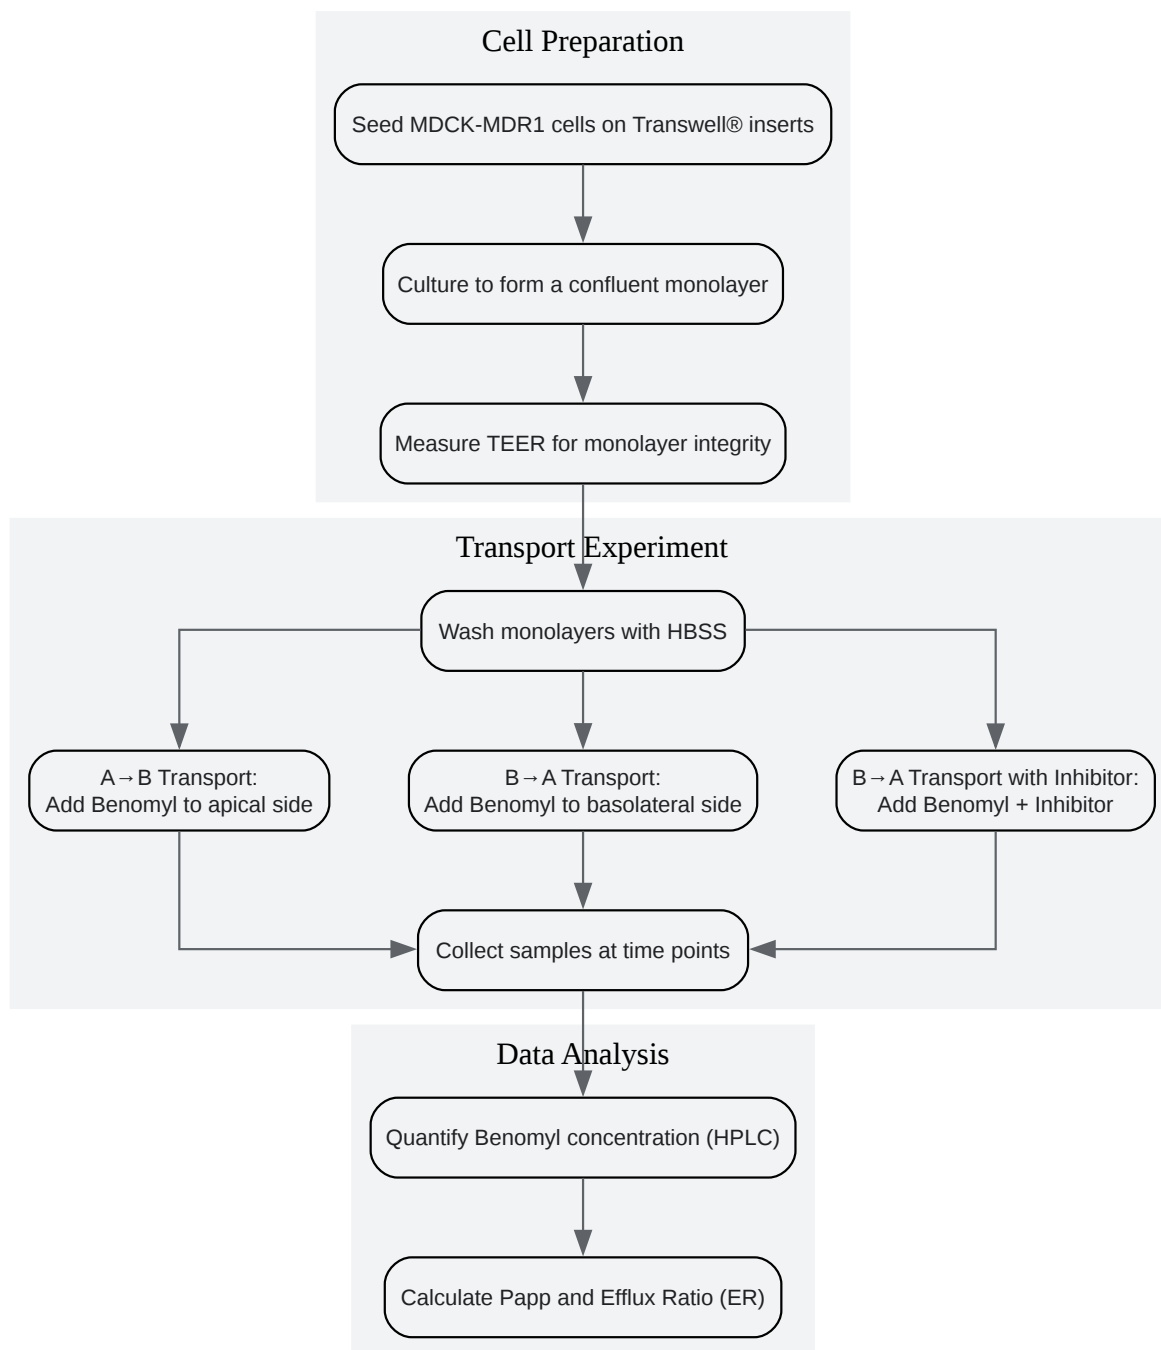 Cell Preparation
Seed MDCK-MDR1 cells on Transwell® inserts
Culture to form a confluent monolayer
Measure TEER for monolayer integrity
Transport Experiment
Wash monolayers with HBSS
A→B Transport:
Add Benomyl to apical side
B→A Transport:
Add Benomyl to basolateral side
B→A Transport with Inhibitor:
Add Benomyl + Inhibitor
Collect samples at time points
Data Analysis
Quantify Benomyl concentration (HPLC)
Calculate Papp and Efflux Ratio (ER)